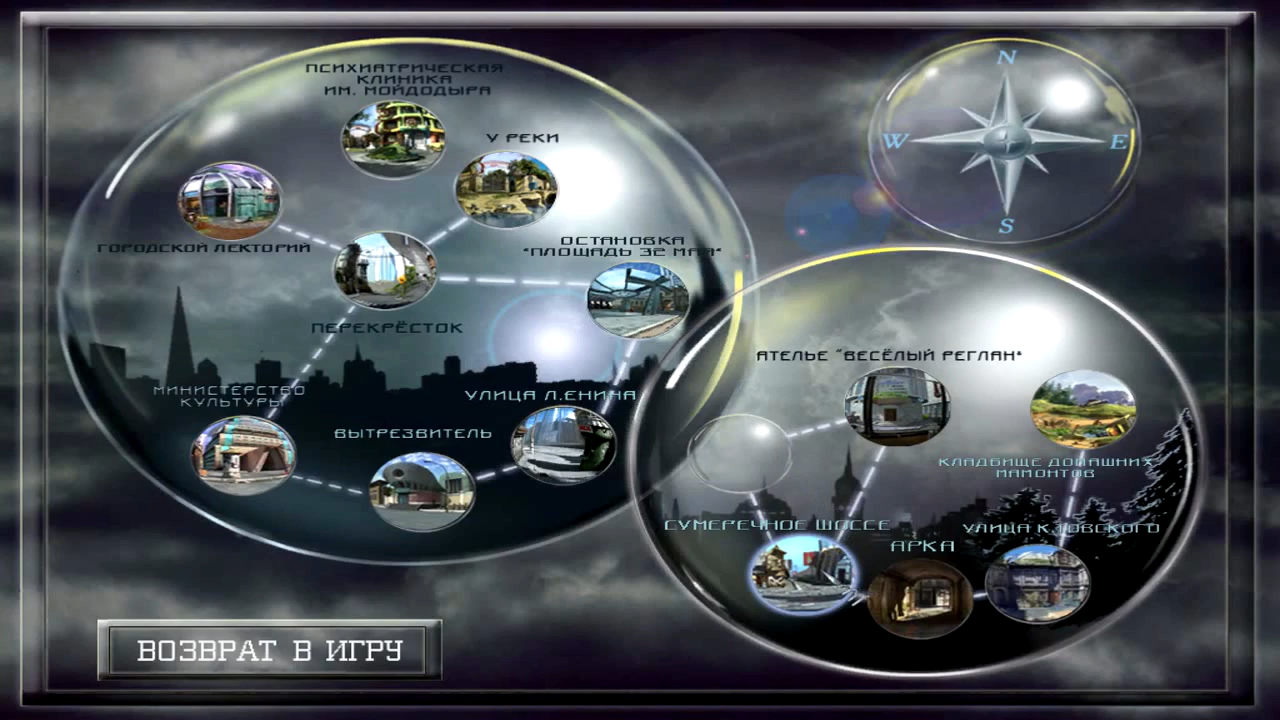 ПСИХИАТРИЧЕСКАЯ
КЛИНИКА
ИМ. МОЙДОДЫРА
У РЕКИ
ГОРОДСКОЙ ЛЕКТОРИЙ
ОСТАНОВКА
"ПЛОЩАДЬ 32 МАЯ"
ПЕРЕКРЁСТОК
МИНИСТЕРСТВО
КУЛЬТУРЫ
УЛИЦА Л.ЕНИНА
ВЫТРЕЗВИТЕЛЬ
N
W
E
S
АТЕЛЬЕ "ВЕСЁЛЫЙ РЕГЛАН"
КЛАДБИЩЕ ДОМАШНИХ
МАМОНТОВ
СУМЕРЕЧНОЕ ШОССЕ
АРКА
УЛИЦА К.ЛОВСКОГО
ВОЗВРАТ В ИГРУ